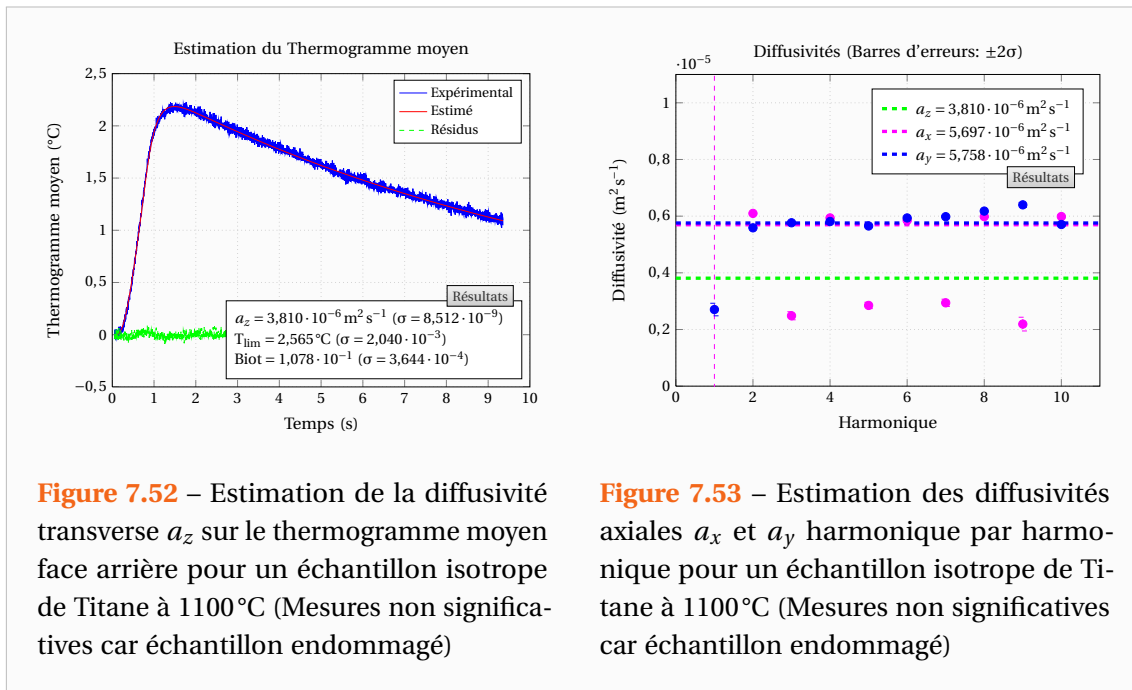 Estimation du Thermogramme moyen
2,5
2
1,5
1
0,5
0
−0,5
Thermogramme moyen (°C)
Expérimental
Estimé
Résidus
Résultats
a_z = 3,810 · 10⁻⁶ m² s⁻¹ (σ = 8,512 · 10⁻⁹)
T_lim = 2,565 °C (σ = 2,040 · 10⁻³)
Biot = 1,078 · 10⁻¹ (σ = 3,644 · 10⁻⁴)
0 1 2 3 4 5 6 7 8 9 10
Temps (s)
Diffusivités (Barres d'erreurs: ±2σ)
·10⁻⁵
1
0,8
0,6
0,4
0,2
0
Diffusivité (m² s⁻¹)
a_z = 3,810 · 10⁻⁶ m² s⁻¹
a_x = 5,697 · 10⁻⁶ m² s⁻¹
a_y = 5,758 · 10⁻⁶ m² s⁻¹
Résultats
0 2 4 6 8 10
Harmonique
Figure 7.52 – Estimation de la diffusivité
transverse a_z sur le thermogramme moyen
face arrière pour un échantillon isotrope
de Titane à 1100 °C (Mesures non significa-
tives car échantillon endommagé)
Figure 7.53 – Estimation des diffusivités
axiales a_x et a_y harmonique par harmo-
nique pour un échantillon isotrope de Ti-
tane à 1100 °C (Mesures non significatives
car échantillon endommagé)